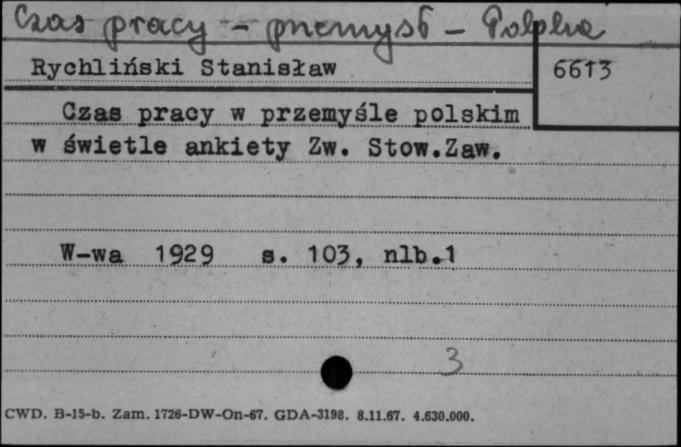 Czas pracy - przemysł - Polska
Rychliński Stanisław
6613
Czas pracy w przemyśle polskim
w świetle ankiety Zw. Stow.Zaw.
W-wa 1929 s. 103, nlb.1
3
CWD. B-15-b. Zam. 1726-DW-On-67. GDA-3198. 8.11.67. 4.630.000.